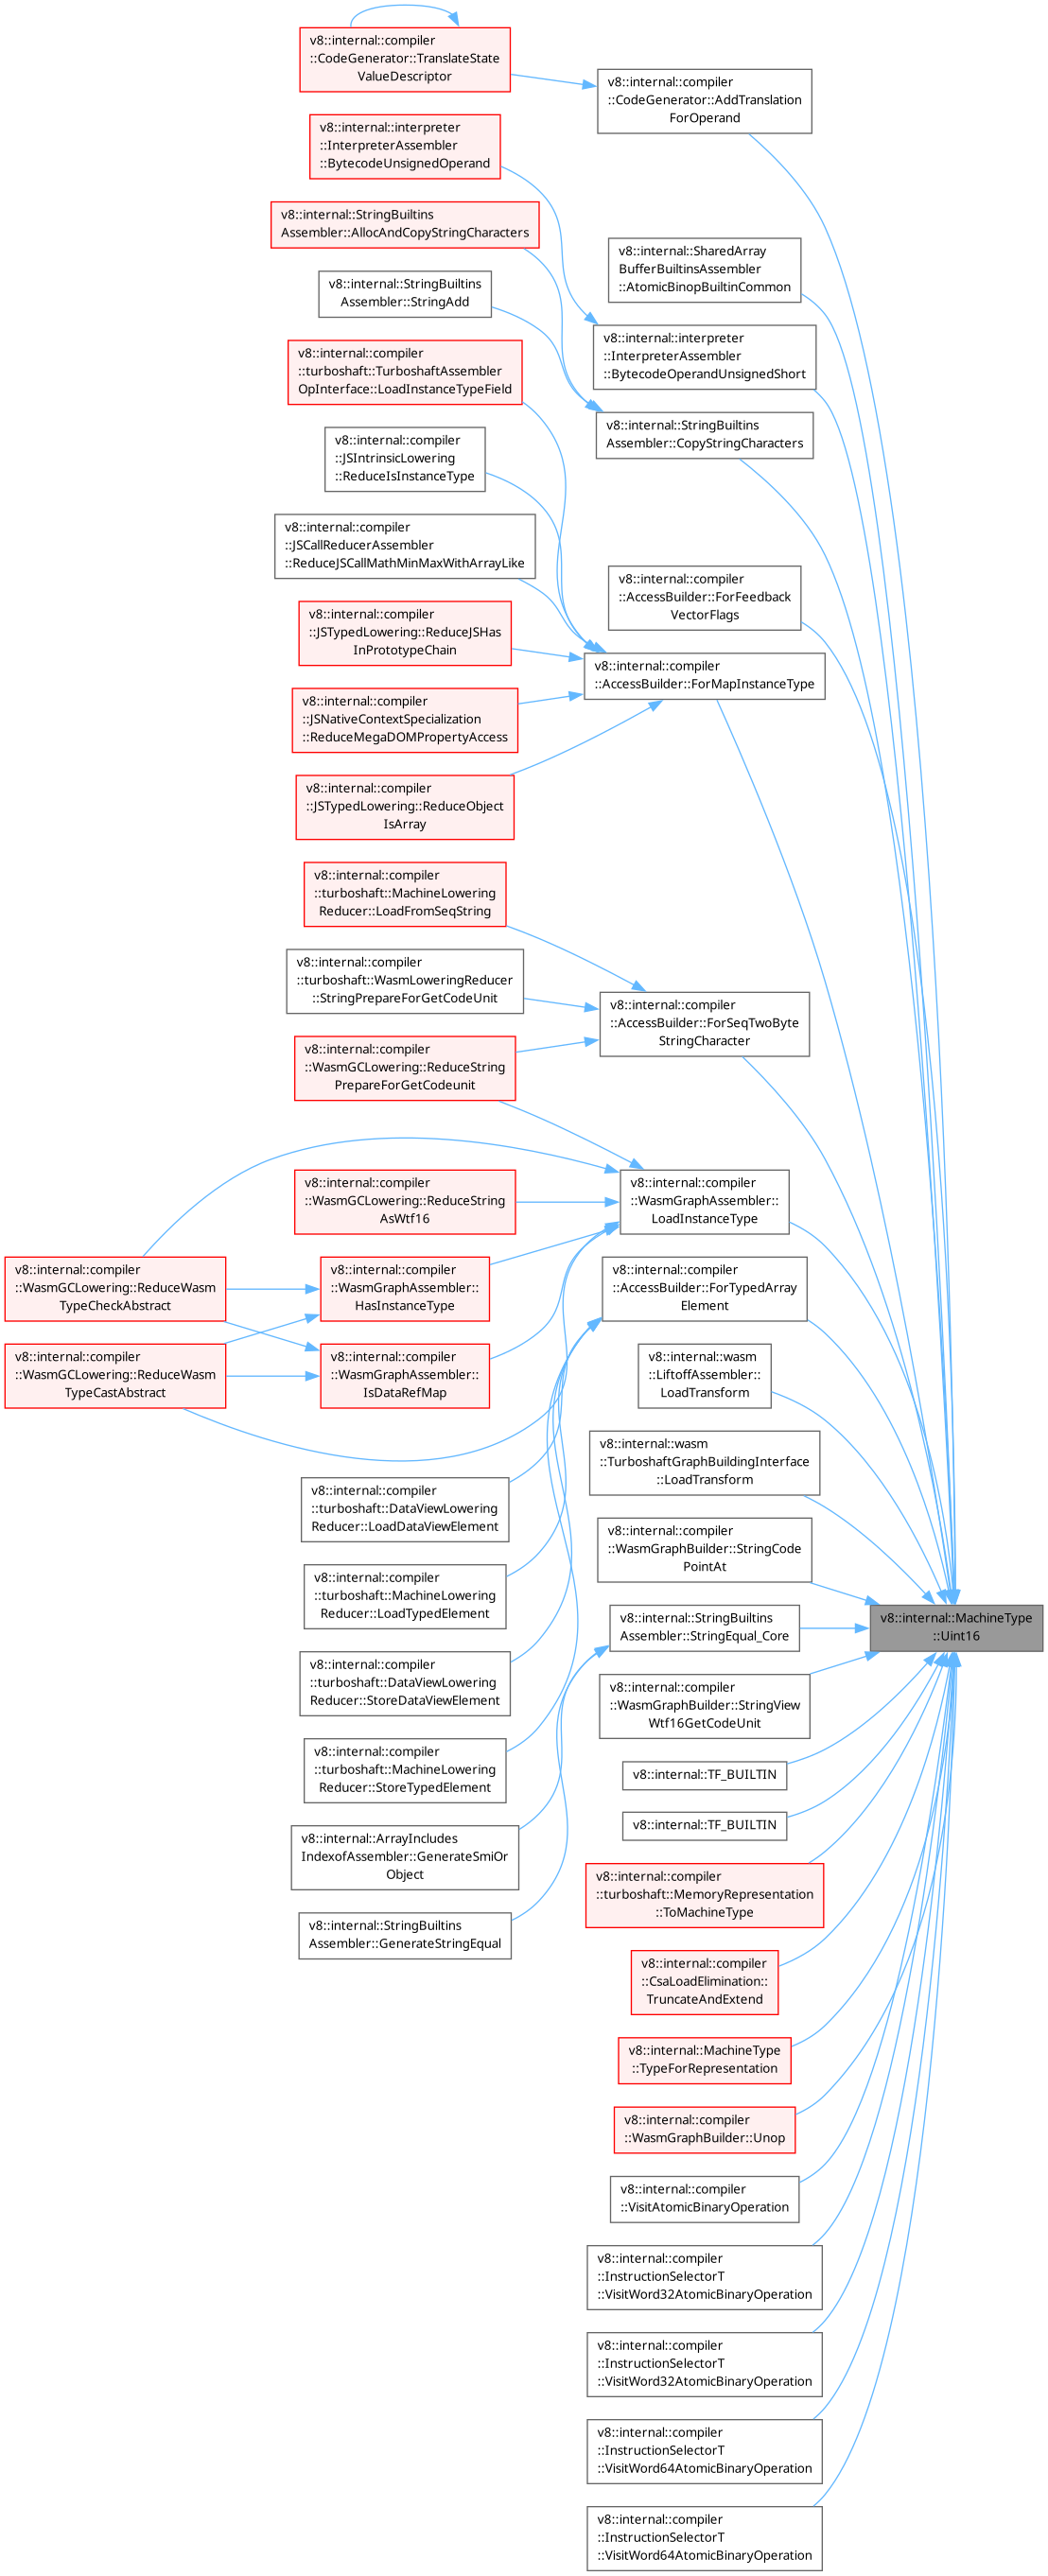 v8::internal::compiler
::CodeGenerator::TranslateState
ValueDescriptor
v8::internal::compiler
::CodeGenerator::AddTranslation
ForOperand
v8::internal::interpreter
::InterpreterAssembler
::BytecodeUnsignedOperand
v8::internal::StringBuiltins
Assembler::AllocAndCopyStringCharacters
v8::internal::SharedArray
BufferBuiltinsAssembler
::AtomicBinopBuiltinCommon
v8::internal::StringBuiltins
Assembler::StringAdd
v8::internal::interpreter
::InterpreterAssembler
::BytecodeOperandUnsignedShort
v8::internal::compiler
::turboshaft::TurboshaftAssembler
OpInterface::LoadInstanceTypeField
v8::internal::StringBuiltins
Assembler::CopyStringCharacters
v8::internal::compiler
::JSIntrinsicLowering
::ReduceIsInstanceType
v8::internal::compiler
::JSCallReducerAssembler
::ReduceJSCallMathMinMaxWithArrayLike
v8::internal::compiler
::AccessBuilder::ForFeedback
VectorFlags
v8::internal::compiler
::JSTypedLowering::ReduceJSHas
InPrototypeChain
v8::internal::compiler
::AccessBuilder::ForMapInstanceType
v8::internal::compiler
::JSNativeContextSpecialization
::ReduceMegaDOMPropertyAccess
v8::internal::compiler
::JSTypedLowering::ReduceObject
IsArray
v8::internal::compiler
::turboshaft::MachineLowering
Reducer::LoadFromSeqString
v8::internal::compiler
::turboshaft::WasmLoweringReducer
::StringPrepareForGetCodeUnit
v8::internal::compiler
::AccessBuilder::ForSeqTwoByte
StringCharacter
v8::internal::compiler
::WasmGCLowering::ReduceString
PrepareForGetCodeunit
v8::internal::compiler
::WasmGCLowering::ReduceString
AsWtf16
v8::internal::compiler
::WasmGraphAssembler::
LoadInstanceType
v8::internal::compiler
::WasmGCLowering::ReduceWasm
TypeCheckAbstract
v8::internal::compiler
::WasmGraphAssembler::
HasInstanceType
v8::internal::compiler
::AccessBuilder::ForTypedArray
Element
v8::internal::compiler
::WasmGCLowering::ReduceWasm
TypeCastAbstract
v8::internal::compiler
::WasmGraphAssembler::
IsDataRefMap
v8::internal::wasm
::LiftoffAssembler::
LoadTransform
v8::internal::wasm
::TurboshaftGraphBuildingInterface
::LoadTransform
v8::internal::compiler
::turboshaft::DataViewLowering
Reducer::LoadDataViewElement
v8::internal::compiler
::WasmGraphBuilder::StringCode
PointAt
v8::internal::compiler
::turboshaft::MachineLowering
Reducer::LoadTypedElement
v8::internal::StringBuiltins
Assembler::StringEqual_Core
v8::internal::MachineType
::Uint16
v8::internal::compiler
::turboshaft::DataViewLowering
Reducer::StoreDataViewElement
v8::internal::compiler
::WasmGraphBuilder::StringView
Wtf16GetCodeUnit
v8::internal::compiler
::turboshaft::MachineLowering
Reducer::StoreTypedElement
v8::internal::TF_BUILTIN
v8::internal::TF_BUILTIN
v8::internal::ArrayIncludes
IndexofAssembler::GenerateSmiOr
Object
v8::internal::compiler
::turboshaft::MemoryRepresentation
::ToMachineType
v8::internal::StringBuiltins
Assembler::GenerateStringEqual
v8::internal::compiler
::CsaLoadElimination::
TruncateAndExtend
v8::internal::MachineType
::TypeForRepresentation
v8::internal::compiler
::WasmGraphBuilder::Unop
v8::internal::compiler
::VisitAtomicBinaryOperation
v8::internal::compiler
::InstructionSelectorT
::VisitWord32AtomicBinaryOperation
v8::internal::compiler
::InstructionSelectorT
::VisitWord32AtomicBinaryOperation
v8::internal::compiler
::InstructionSelectorT
::VisitWord64AtomicBinaryOperation
v8::internal::compiler
::InstructionSelectorT
::VisitWord64AtomicBinaryOperation